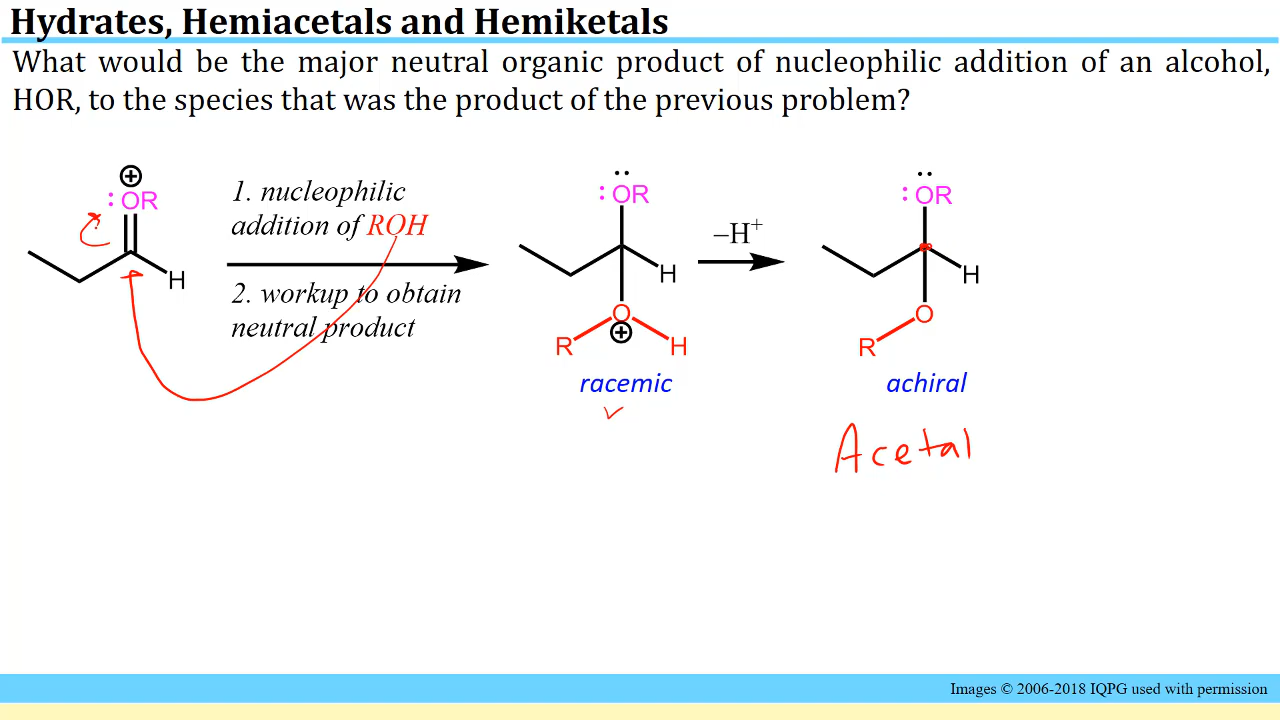 Hydrates, Hemiacetals and Hemiketals
What would be the major neutral organic product of nucleophilic addition of an alcohol,
HOR, to the species that was the product of the previous problem?
⊕
:OR
H
1. nucleophilic
addition of ROH
2. workup to obtain
neutral product
:OR
H
O
⊕
R
H
racemic
–H+
:OR
H
O
R
achiral
Acetal
Images © 2006-2018 IQPG used with permission